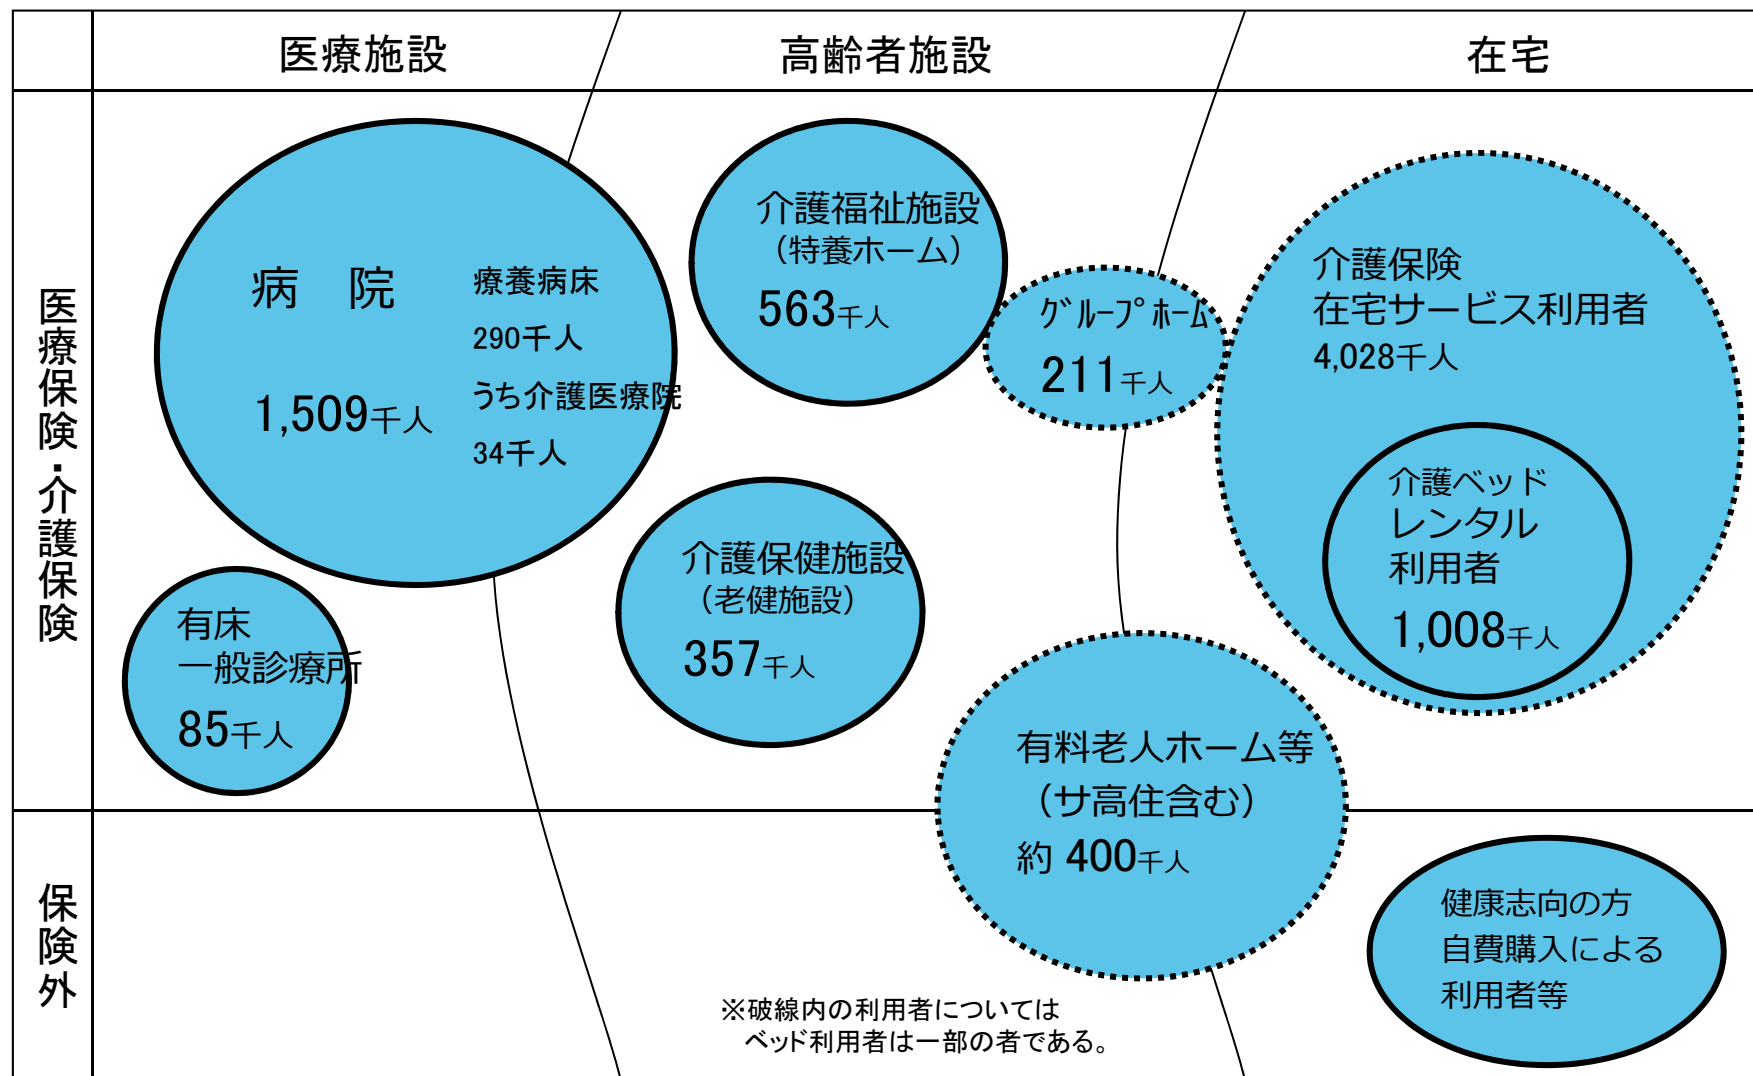 医療施設
高齢者施設
在宅
医療保険・介護保険
病　院
1,509千人
療養病床
290千人
うち介護医療院
34千人
有床
一般診療所
85千人
介護福祉施設
（特養ホーム）
563千人
グループホーム
211千人
介護保健施設
（老健施設）
357千人
介護保険
在宅サービス利用者
4,028千人
介護ベッド
レンタル
利用者
1,008千人
有料老人ホーム等
（サ高住含む）
約 400千人
保険外
健康志向の方
自費購入による
利用者等
※破線内の利用者については
ベッド利用者は一部の者である。